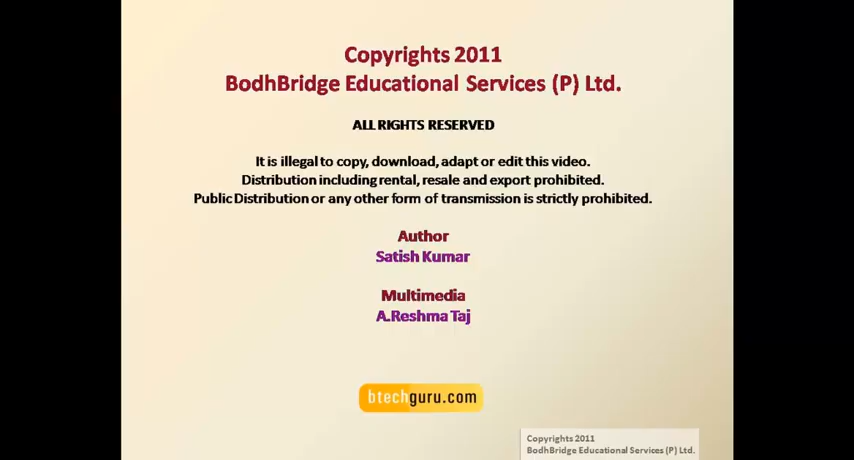 Copyrights 2011
BodhBridge Educational Services (P) Ltd.
ALL RIGHTS RESERVED
It is illegal to copy, download, adapt or edit this video.
Distribution including rental, resale and export prohibited.
Public Distribution or any other form of transmission is strictly prohibited.
Author
Satish Kumar
Multimedia
A.Reshma Taj
btechguru.com
Copyrights 2011
BodhBridge Educational Services (P) Ltd.